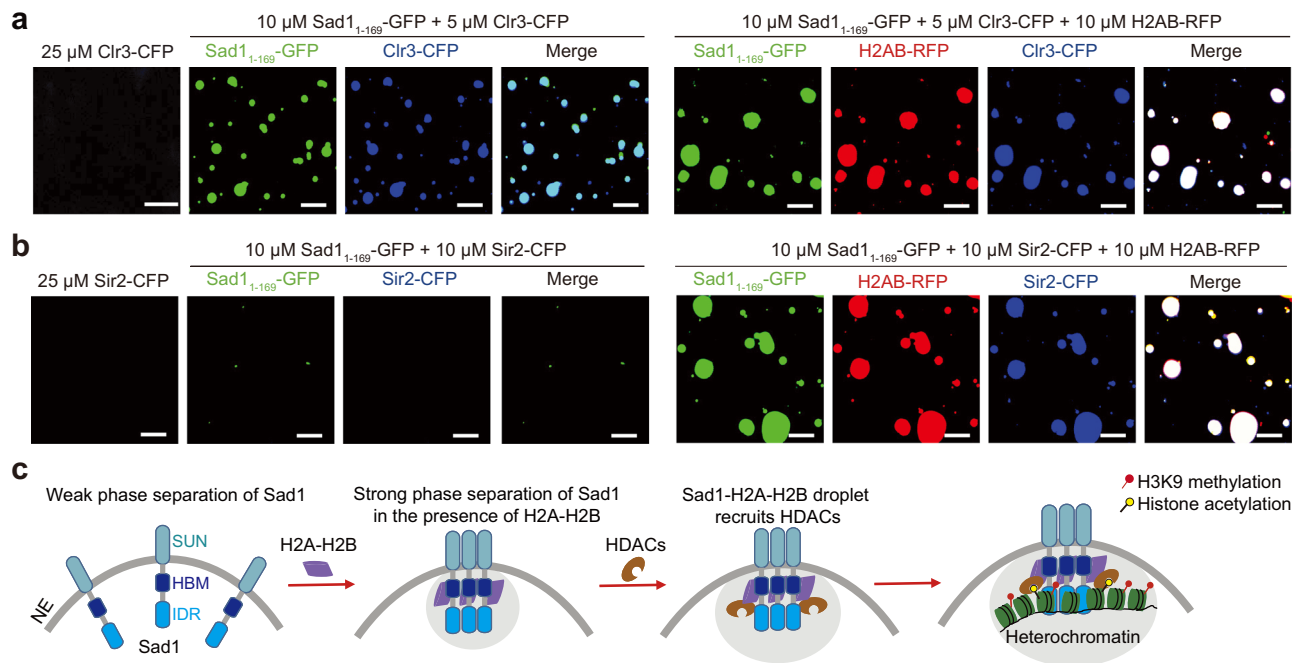 a
10 µM Sad1₁₋₁₆₉-GFP + 5 µM Clr3-CFP
10 µM Sad1₁₋₁₆₉-GFP + 5 µM Clr3-CFP + 10 µM H2AB-RFP
25 µM Clr3-CFP
Sad1₁₋₁₆₉-GFP
Clr3-CFP
Merge
Sad1₁₋₁₆₉-GFP
H2AB-RFP
Clr3-CFP
Merge
b
10 µM Sad1₁₋₁₆₉-GFP + 10 µM Sir2-CFP
10 µM Sad1₁₋₁₆₉-GFP + 10 µM Sir2-CFP + 10 µM H2AB-RFP
25 µM Sir2-CFP
Sad1₁₋₁₆₉-GFP
Sir2-CFP
Merge
Sad1₁₋₁₆₉-GFP
H2AB-RFP
Sir2-CFP
Merge
c
Weak phase separation of Sad1
SUN
HBM
IDR
NE
Sad1
H2A-H2B
Strong phase separation of Sad1
in the presence of H2A-H2B
HDACs
Sad1-H2A-H2B droplet
recruits HDACs
H3K9 methylation
Histone acetylation
Heterochromatin